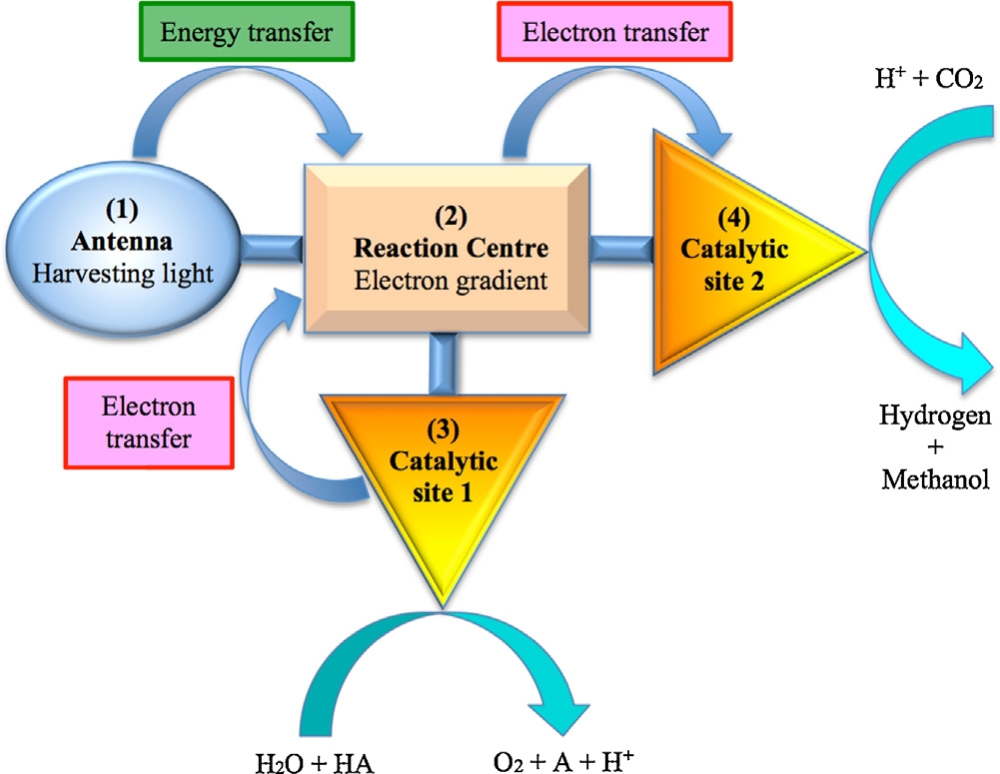 Energy transfer
Electron transfer
H⁺ + CO₂
(1)
Antenna
Harvesting light
(2)
Reaction Centre
Electron gradient
(4)
Catalytic
site 2
Electron
transfer
(3)
Catalytic
site 1
Hydrogen
+
Methanol
H₂O + HA
O₂ + A + H⁺